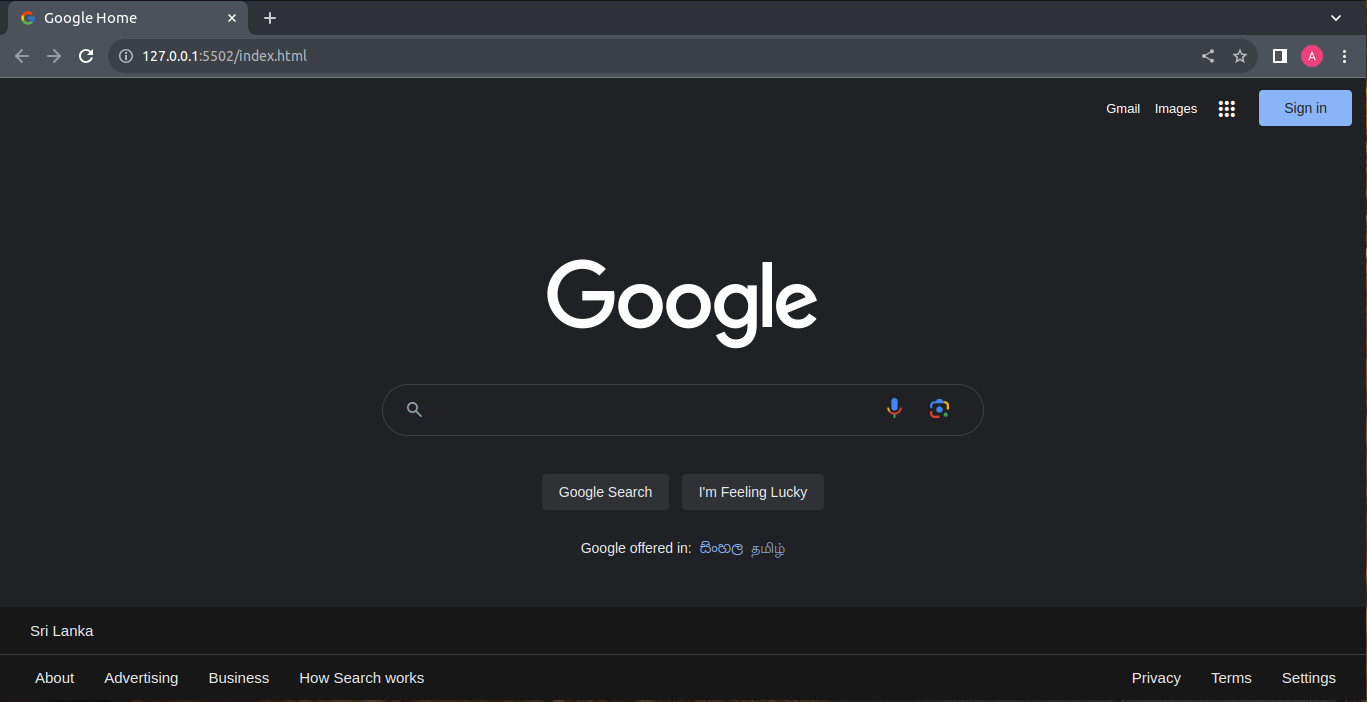 Google Home
127.0.0.1:5502/index.html
A
Gmail Images Sign in
Google
Google Search I'm Feeling Lucky
Google offered in: සිංහල தமிழ்
Sri Lanka
About Advertising Business How Search works Privacy Terms Settings